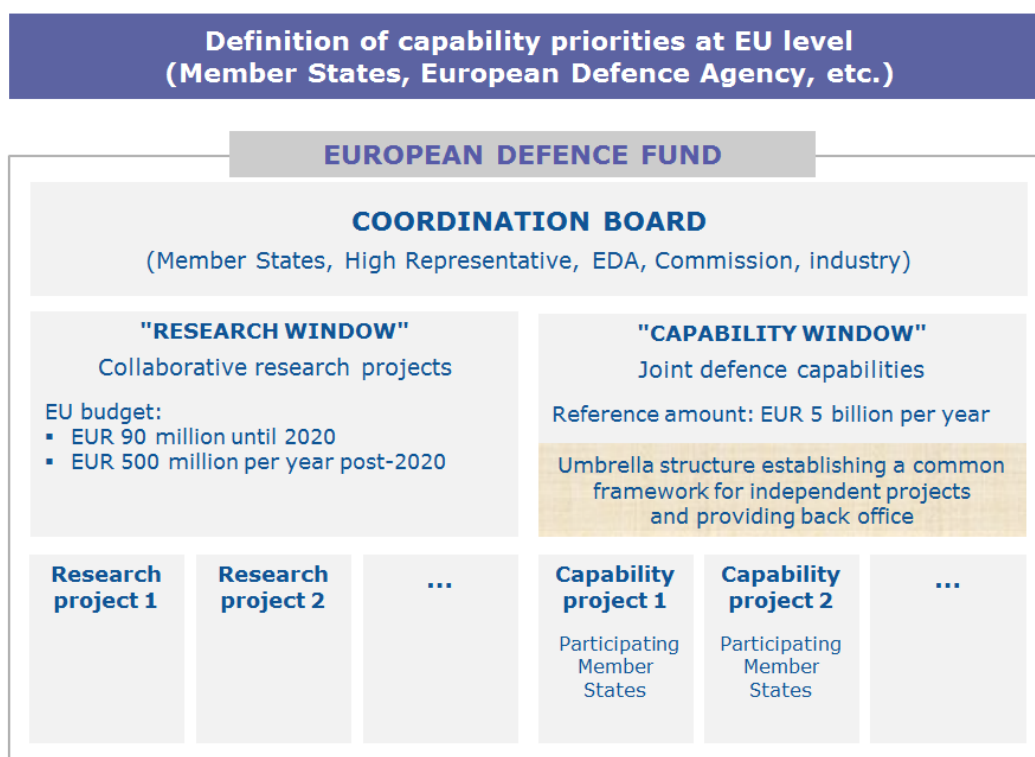 Definition of capability priorities at EU level
(Member States, European Defence Agency, etc.)
EUROPEAN DEFENCE FUND
COORDINATION BOARD
(Member States, High Representative, EDA, Commission, industry)
"RESEARCH WINDOW"
Collaborative research projects
EU budget:
▪ EUR 90 million until 2020
▪ EUR 500 million per year post-2020
"CAPABILITY WINDOW"
Joint defence capabilities
Reference amount: EUR 5 billion per year
Umbrella structure establishing a common
framework for independent projects
and providing back office
Research
project 1
Research
project 2
...
Capability
project 1
Participating
Member
States
Capability
project 2
Participating
Member
States
...